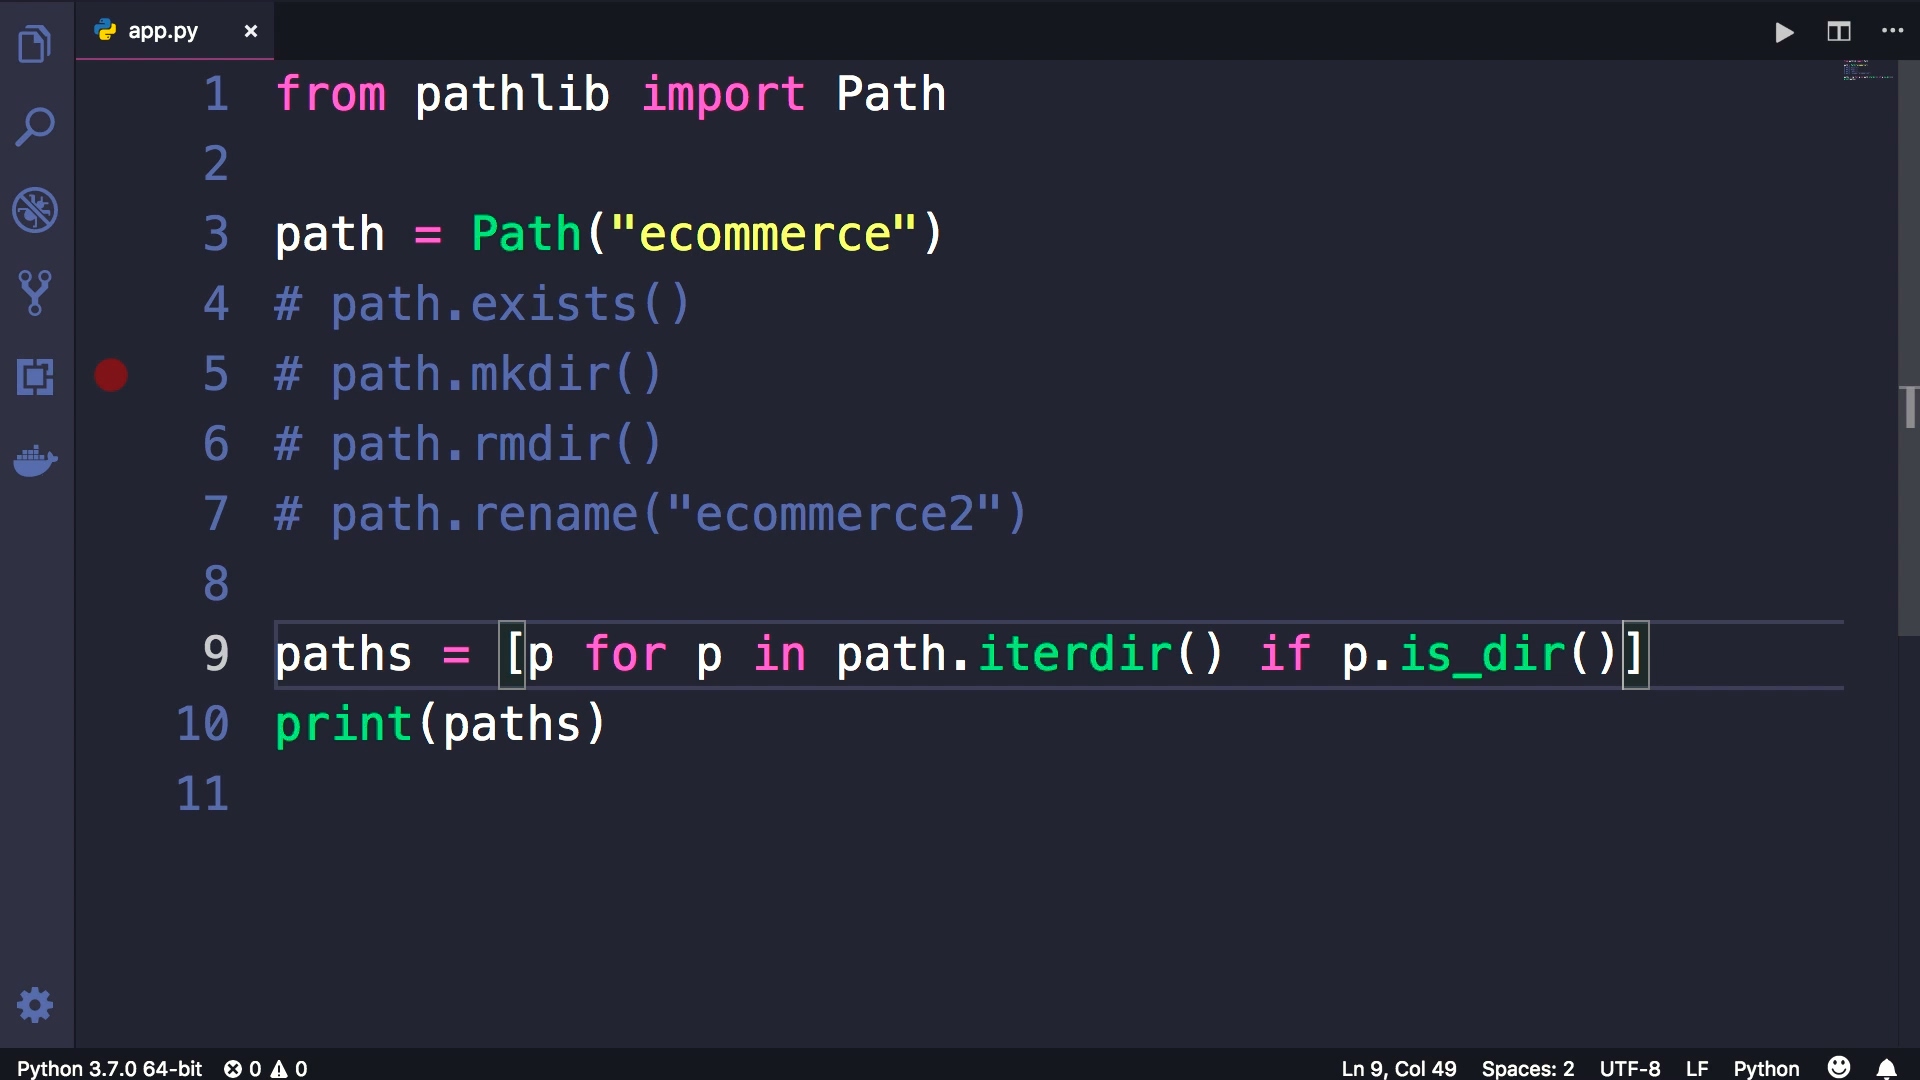 app.py ×
1 from pathlib import Path
2
3 path = Path("ecommerce")
4 # path.exists()
5 # path.mkdir()
6 # path.rmdir()
7 # path.rename("ecommerce2")
8
9 paths = [p for p in path.iterdir() if p.is_dir()]
10 print(paths)
11
Python 3.7.0 64-bit 0 0 Ln 9, Col 49 Spaces: 2 UTF-8 LF Python